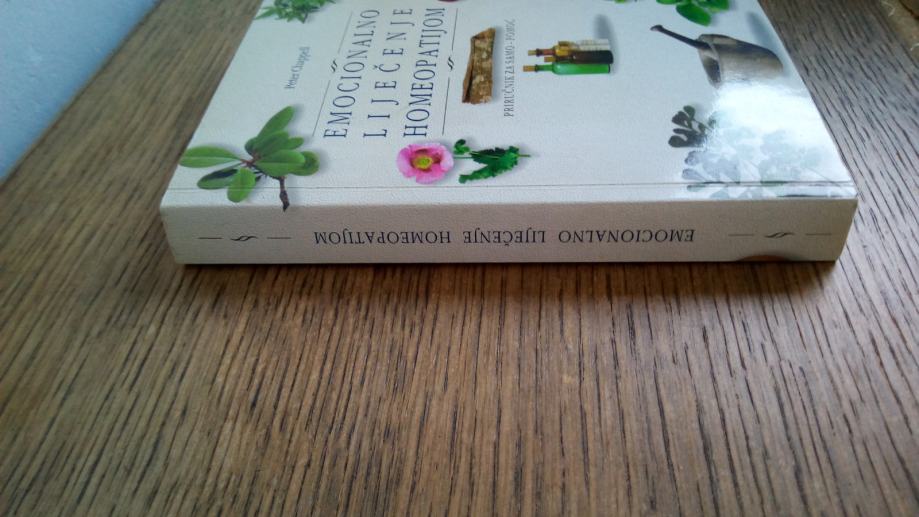 Peter Chappell
EMOCIONALNO
LIJEČENJE
HOMEOPATIJOM
PRIRUČNIK ZA SAMO - POMOĆ
EMOCIONALNO LIJEČENJE HOMEOPATIJOM